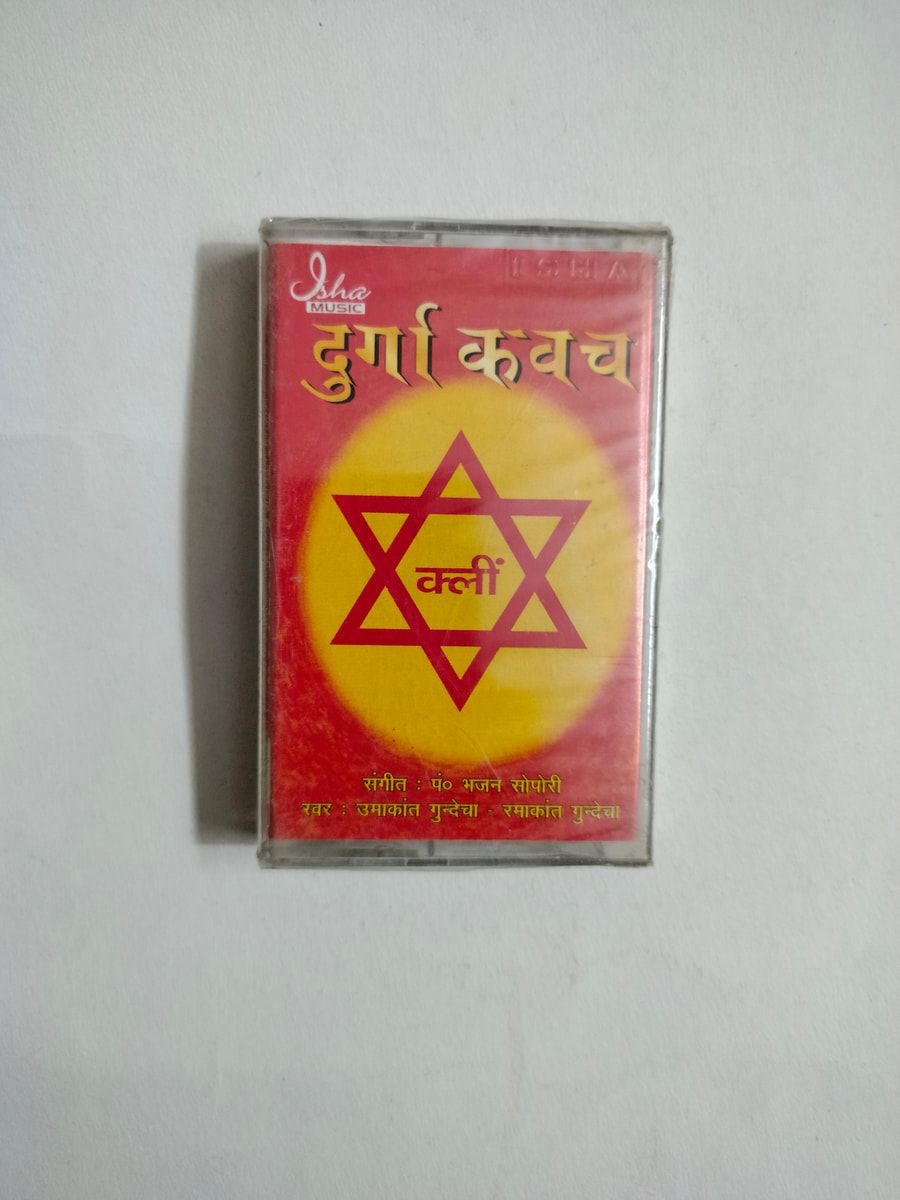 Isha
MUSIC
ISHA
दुर्गा कवच
क्लीं
संगीत : पं० भजन सोपोरी
स्वर : उमाकांत गुन्देचा - रमाकांत गुन्देचा